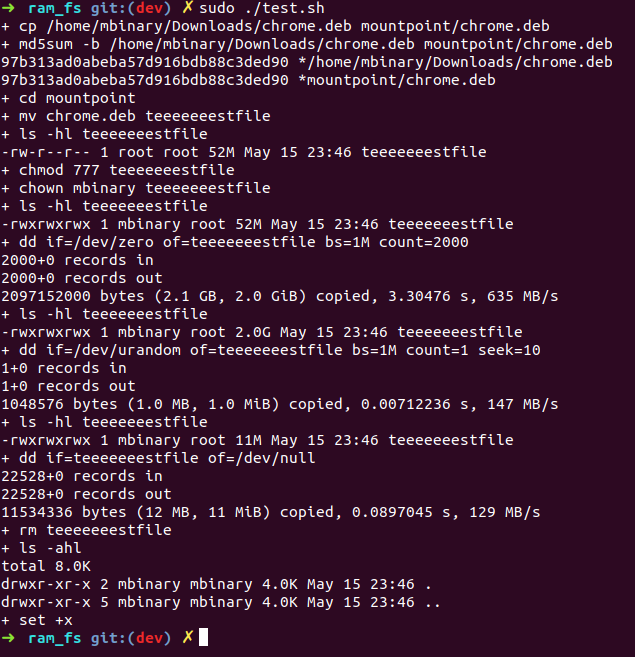 ➜ ram_fs git:(dev) ✗ sudo ./test.sh
+ cp /home/mbinary/Downloads/chrome.deb mountpoint/chrome.deb
+ md5sum -b /home/mbinary/Downloads/chrome.deb mountpoint/chrome.deb
97b313ad0abeba57d916bdb88c3ded90 */home/mbinary/Downloads/chrome.deb
97b313ad0abeba57d916bdb88c3ded90 *mountpoint/chrome.deb
+ cd mountpoint
+ mv chrome.deb teeeeeeestfile
+ ls -hl teeeeeeestfile
-rw-r--r-- 1 root root 52M May 15 23:46 teeeeeeestfile
+ chmod 777 teeeeeeestfile
+ chown mbinary teeeeeeestfile
+ ls -hl teeeeeeestfile
-rwxrwxrwx 1 mbinary root 52M May 15 23:46 teeeeeeestfile
+ dd if=/dev/zero of=teeeeeeestfile bs=1M count=2000
2000+0 records in
2000+0 records out
2097152000 bytes (2.1 GB, 2.0 GiB) copied, 3.30476 s, 635 MB/s
+ ls -hl teeeeeeestfile
-rwxrwxrwx 1 mbinary root 2.0G May 15 23:46 teeeeeeestfile
+ dd if=/dev/urandom of=teeeeeeestfile bs=1M count=1 seek=10
1+0 records in
1+0 records out
1048576 bytes (1.0 MB, 1.0 MiB) copied, 0.00712236 s, 147 MB/s
+ ls -hl teeeeeeestfile
-rwxrwxrwx 1 mbinary root 11M May 15 23:46 teeeeeeestfile
+ dd if=teeeeeeestfile of=/dev/null
22528+0 records in
22528+0 records out
11534336 bytes (12 MB, 11 MiB) copied, 0.0897045 s, 129 MB/s
+ rm teeeeeeestfile
+ ls -ahl
total 8.0K
drwxr-xr-x 2 mbinary mbinary 4.0K May 15 23:46 .
drwxr-xr-x 5 mbinary mbinary 4.0K May 15 23:46 ..
+ set +x
➜ ram_fs git:(dev) ✗